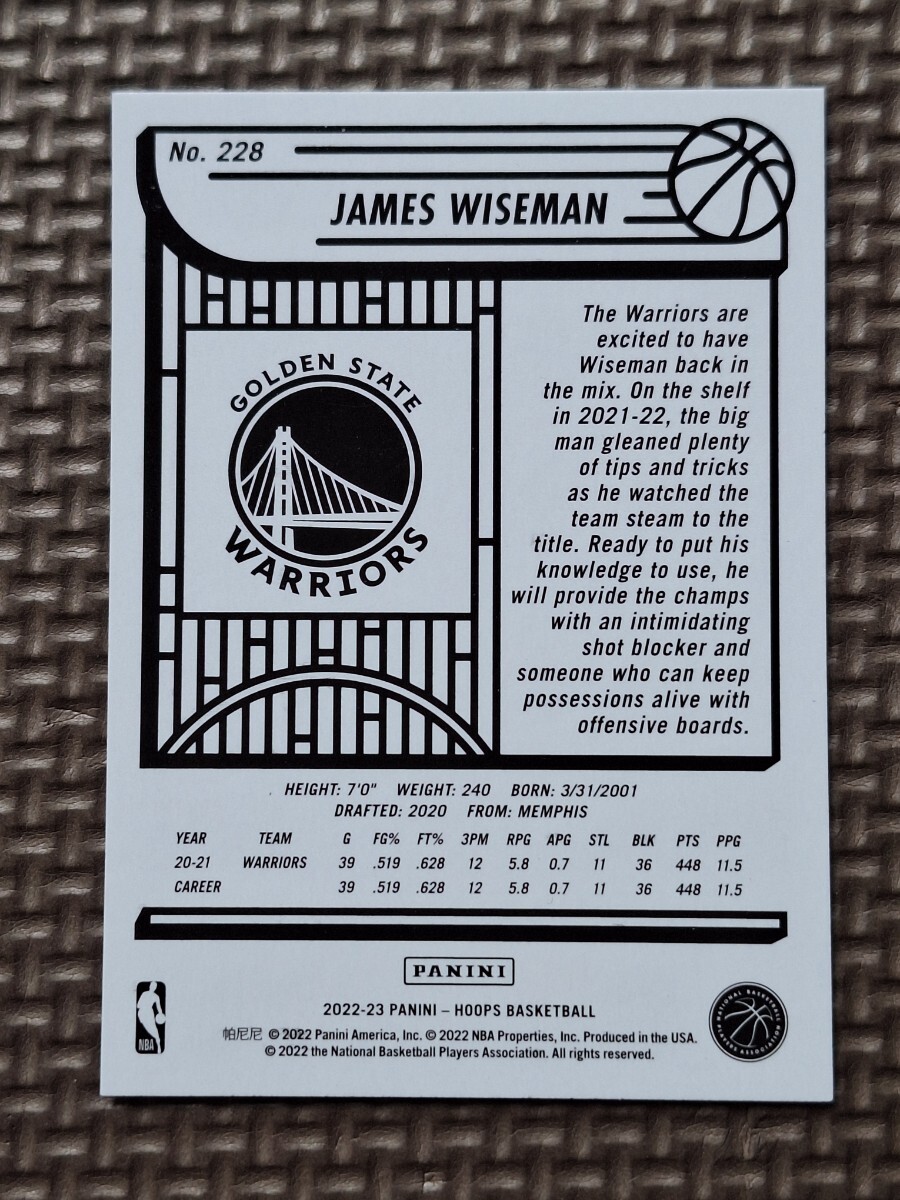 No. 228
JAMES WISEMAN
GOLDEN STATE
WARRIORS
The Warriors are
excited to have
Wiseman back in
the mix. On the shelf
in 2021-22, the big
man gleaned plenty
of tips and tricks
as he watched the
team steam to the
title. Ready to put his
knowledge to use, he
will provide the champs
with an intimidating
shot blocker and
someone who can keep
possessions alive with
offensive boards.
HEIGHT: 7'0" WEIGHT: 240 BORN: 3/31/2001
DRAFTED: 2020 FROM: MEMPHIS
YEAR TEAM G FG% FT% 3PM RPG APG STL BLK PTS PPG
20-21 WARRIORS 39 .519 .628 12 5.8 0.7 11 36 448 11.5
CAREER 39 .519 .628 12 5.8 0.7 11 36 448 11.5
PANINI
2022-23 PANINI – HOOPS BASKETBALL
帕尼尼 © 2022 Panini America, Inc. © 2022 NBA Properties, Inc. Produced in the USA.
© 2022 the National Basketball Players Association. All rights reserved.
NBA
NATIONAL BASKETBALL
PLAYERS ASSOCIATION